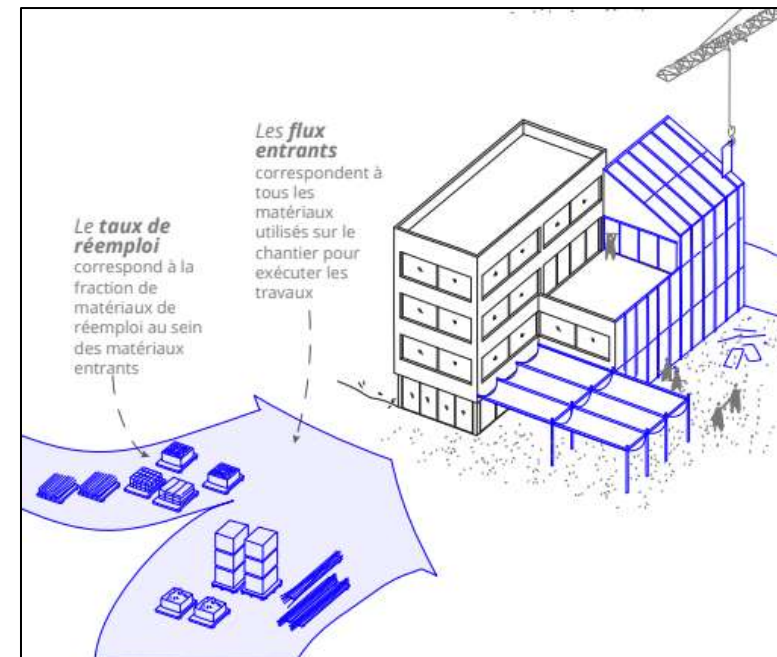 Les flux
entrants
correspondent à
tous les
matériaux
utilisés sur le
chantier pour
exécuter les
travaux
Le taux de
réemploi
correspond à la
fraction de
matériaux de
réemploi au sein
des matériaux
entrants